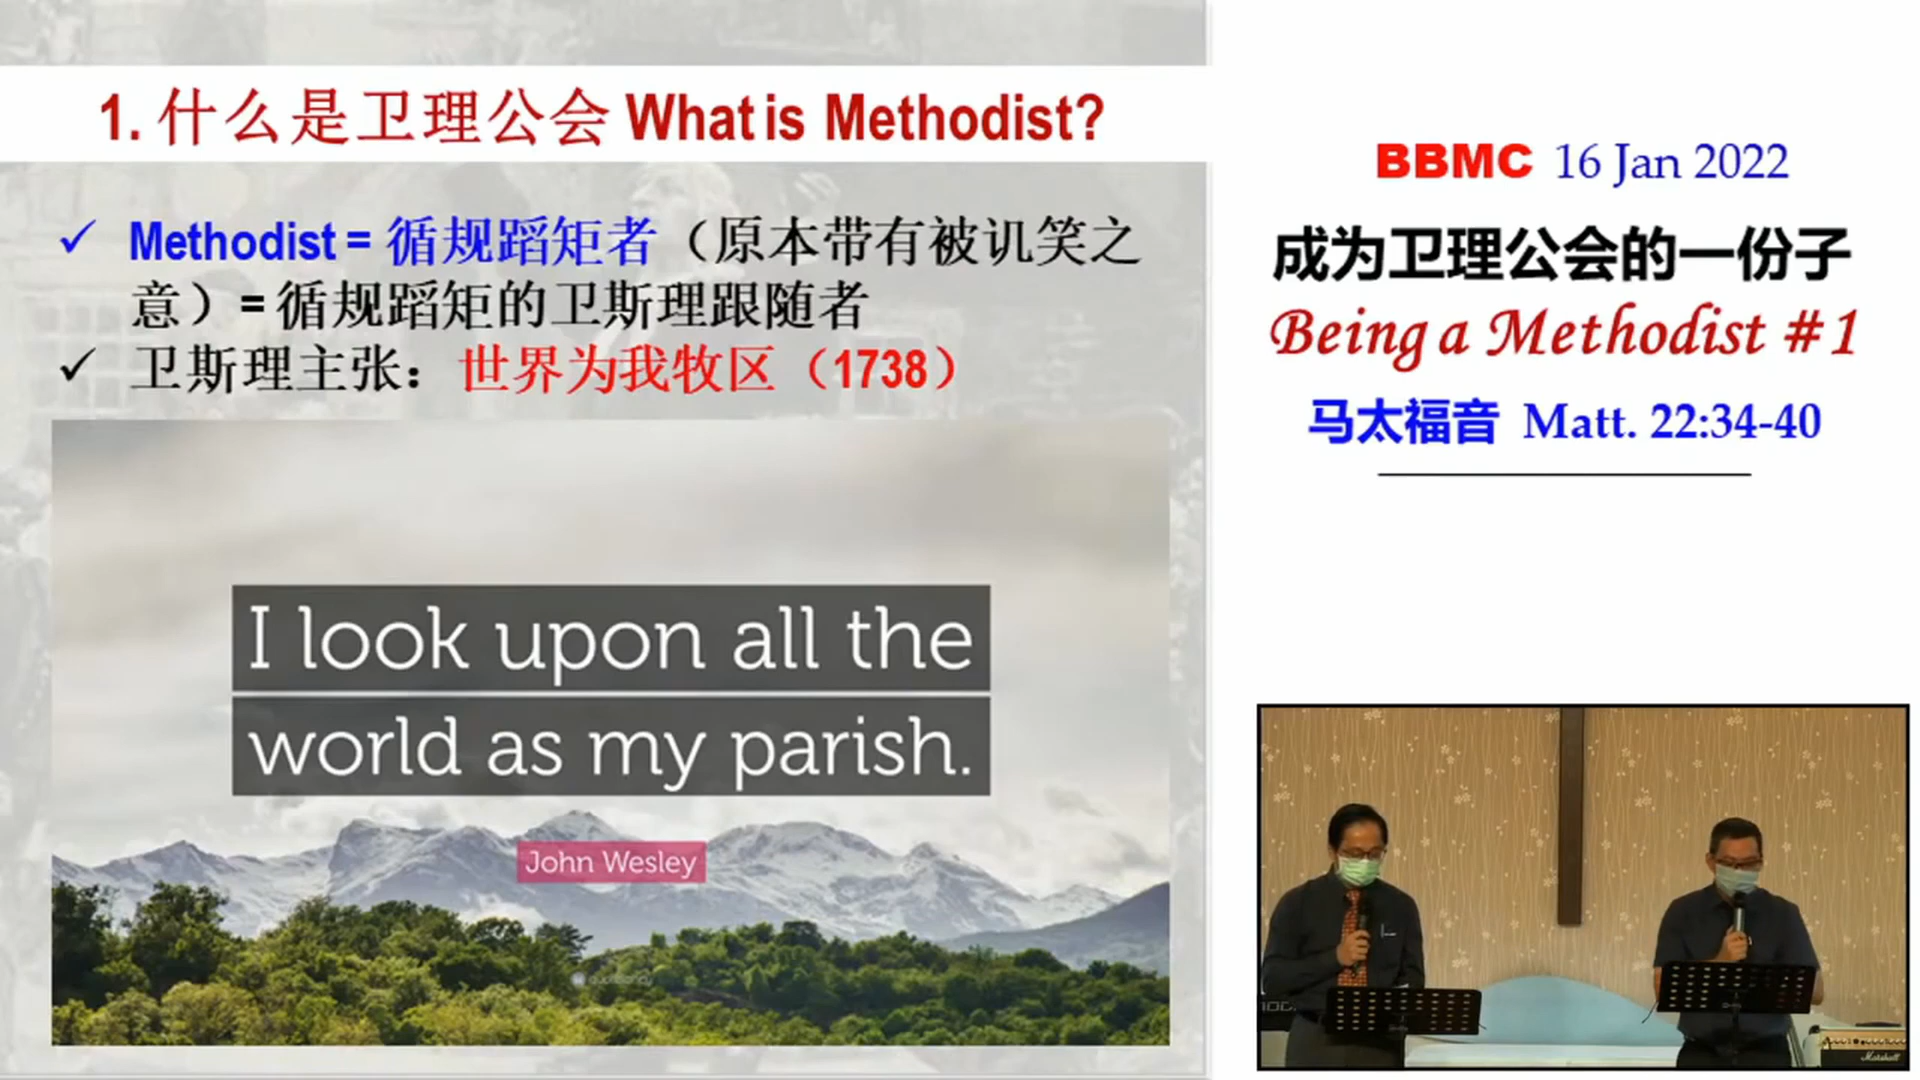 1. 什么是卫理公会 What is Methodist?
✓ Methodist = 循规蹈矩者（原本带有被讥笑之
意）= 循规蹈矩的卫斯理跟随者
✓ 卫斯理主张：世界为我牧区（1738）
I look upon all the
world as my parish.
John Wesley
BBMC 16 Jan 2022
成为卫理公会的一份子
Being a Methodist #1
马太福音 Matt. 22:34-40
Marshall